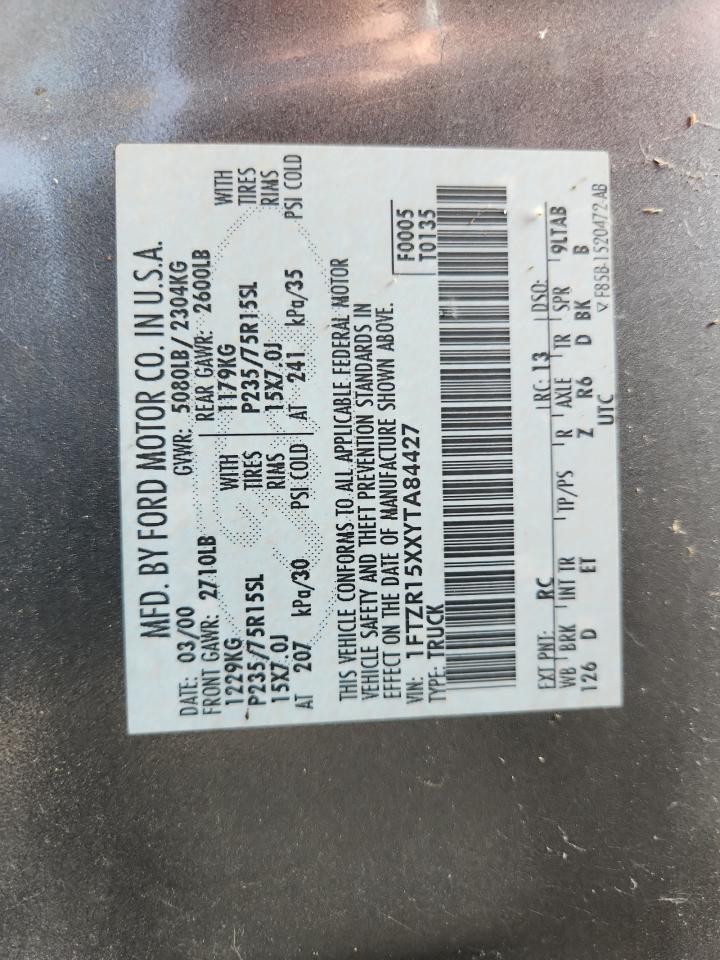 MFD. BY FORD MOTOR CO. IN U.S.A.
DATE: 03/00 GVWR: 5080LB/ 2304KG
FRONT GAWR: 2710LB REAR GAWR: 2600LB
1229KG WITH 1179KG WITH
P235/75R15SL TIRES P235/75R15SL TIRES
15X7.0J RIMS 15X7.0J RIMS
AT 207 kPa/30 PSI COLD AT 241 kPa/35 PSI COLD
THIS VEHICLE CONFORMS TO ALL APPLICABLE FEDERAL MOTOR
VEHICLE SAFETY AND THEFT PREVENTION STANDARDS IN
EFFECT ON THE DATE OF MANUFACTURE SHOWN ABOVE.
VIN: 1FTZR15XXYTA84427 F0005
TYPE: TRUCK T0135
EXT PNT: RC RC: 13 DSO:
WB BRK INT TR TP/PS R AXLE TR SPR 9LTAB
126 D ET Z R6 D BK B
UTC
▽ F85B-1520472-AB